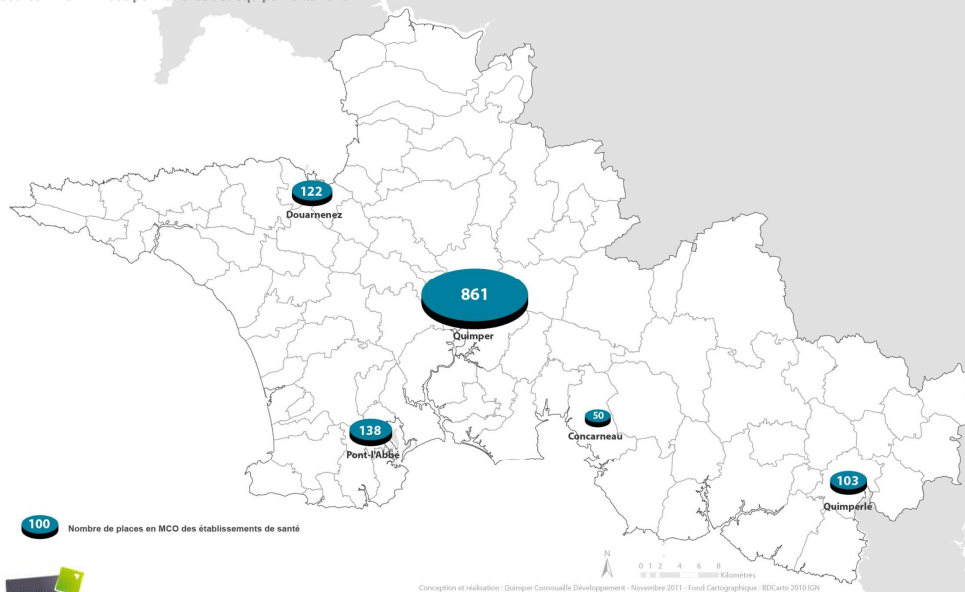 122
Douarnenez
861
Quimper
50
Concarneau
138
Pont-l'Abbé
103
Quimperlé
100 Nombre de places en MCO des établissements de santé
N
0 1 2 4 6 8
Kilomètres
Conception et réalisation : Quimper Cornouaille Développement - Novembre 2011 - Fond Cartographique : BDCarto 2010 IGN